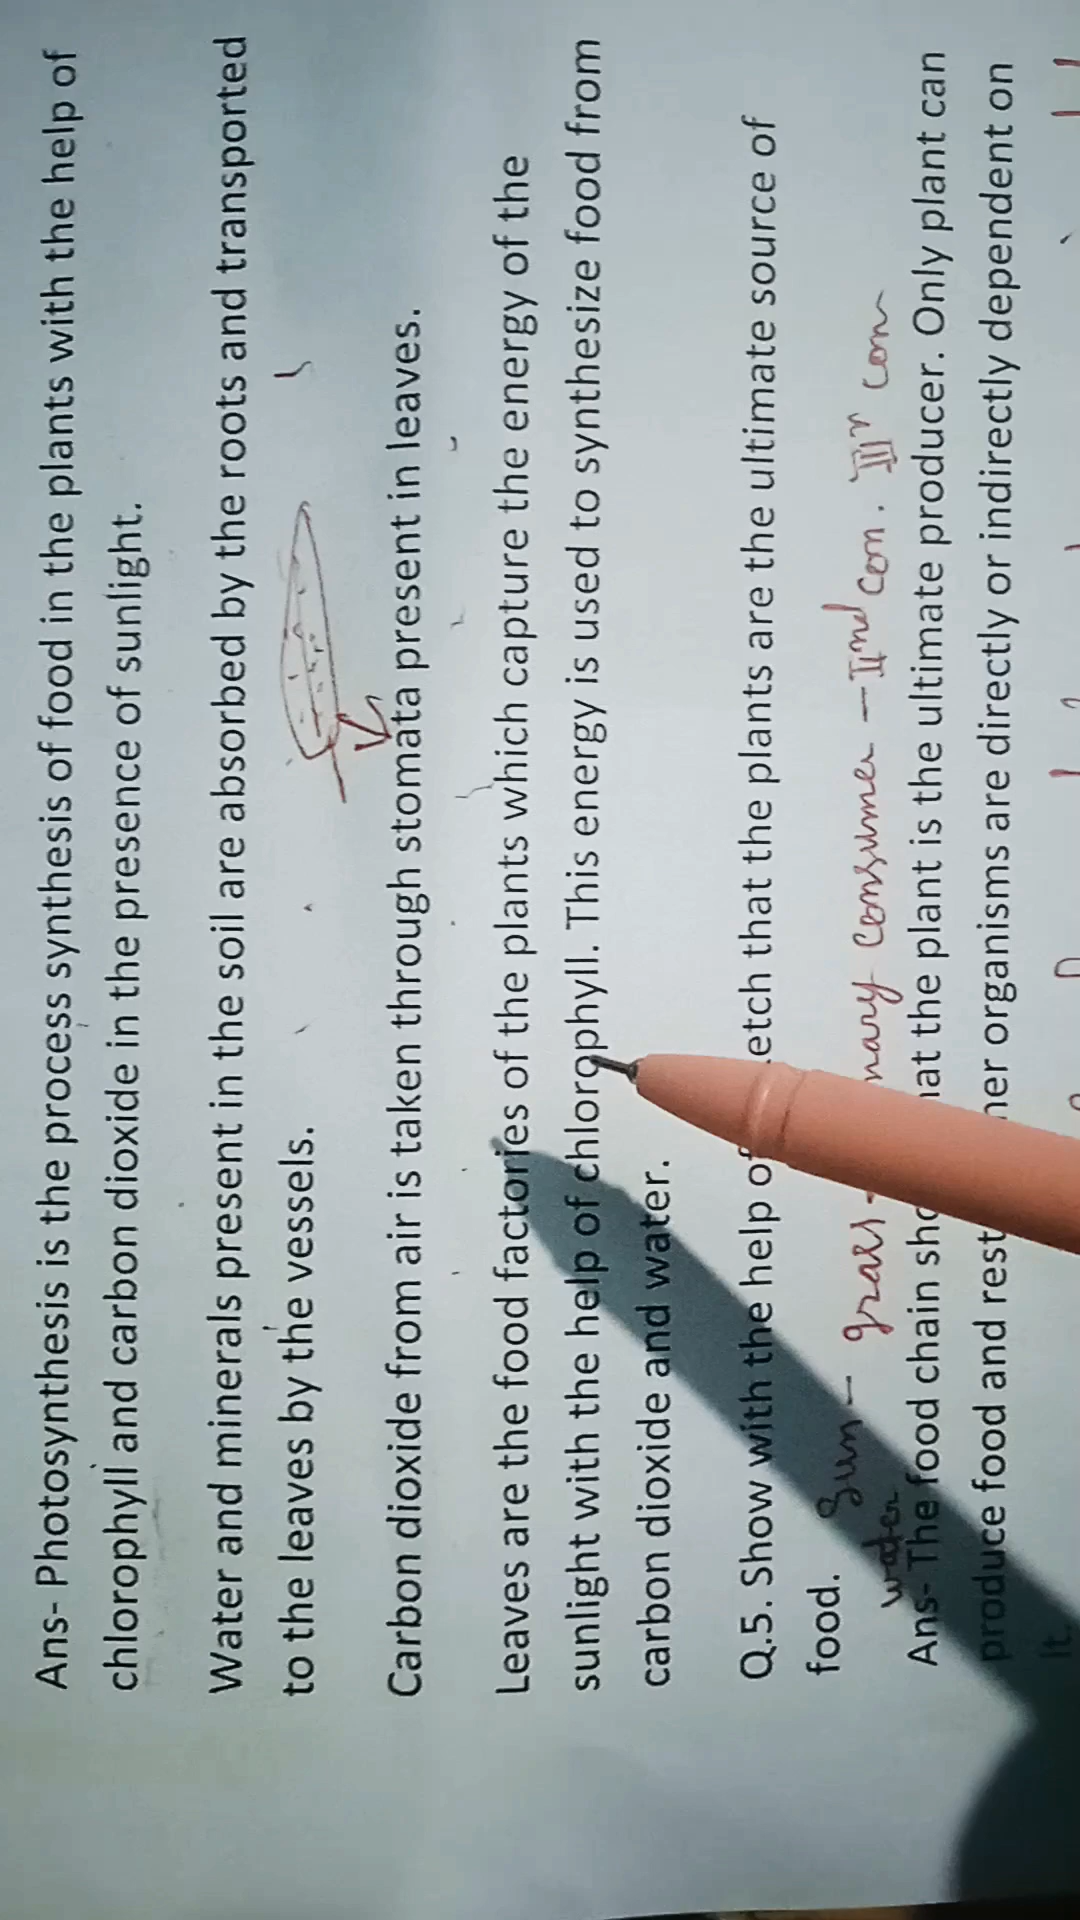 Ans- Photosynthesis is the process synthesis of food in the plants with the help of
chlorophyll and carbon dioxide in the presence of sunlight.
Water and minerals present in the soil are absorbed by the roots and transported
to the leaves by the vessels.
Carbon dioxide from air is taken through stomata present in leaves.
Leaves are the food factories of the plants which capture the energy of the
sunlight with the help of chlorophyll. This energy is used to synthesize food from
carbon dioxide and water.
Q.5. Show with the help of etch that the plants are the ultimate source of
food.
Sun - grass - mary consumer - IInd con. IIIr con
water
Ans- The food chain sho hat the plant is the ultimate producer. Only plant can
produce food and rest her organisms are directly or indirectly dependent on
It.